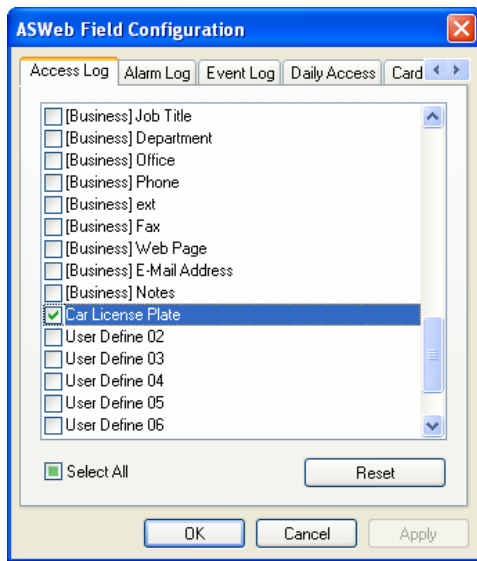 ASWeb Field Configuration
Access Log Alarm Log Event Log Daily Access Card
[Business] Job Title
[Business] Department
[Business] Office
[Business] Phone
[Business] ext
[Business] Fax
[Business] Web Page
[Business] E-Mail Address
[Business] Notes
Car License Plate
User Define 02
User Define 03
User Define 04
User Define 05
User Define 06
Select All Reset
OK Cancel Apply